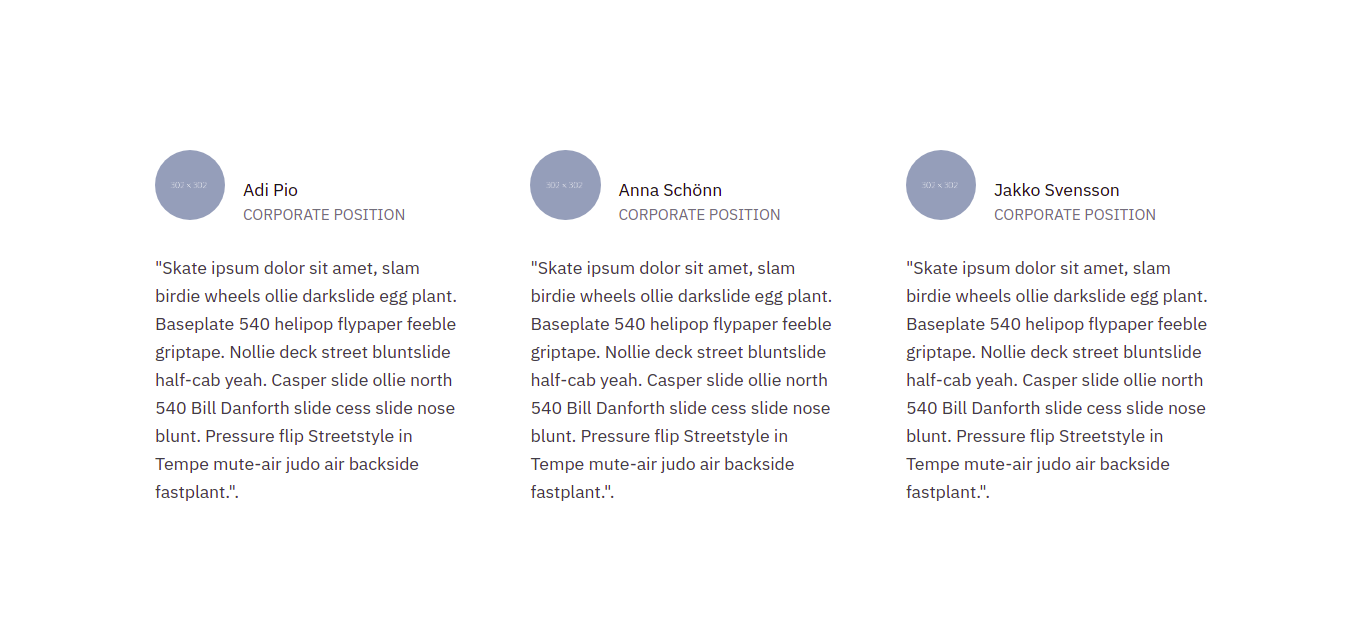 302 x 302
Adi Pio
CORPORATE POSITION
"Skate ipsum dolor sit amet, slam
birdie wheels ollie darkslide egg plant.
Baseplate 540 helipop flypaper feeble
griptape. Nollie deck street bluntslide
half-cab yeah. Casper slide ollie north
540 Bill Danforth slide cess slide nose
blunt. Pressure flip Streetstyle in
Tempe mute-air judo air backside
fastplant.".
302 x 302
Anna Schönn
CORPORATE POSITION
"Skate ipsum dolor sit amet, slam
birdie wheels ollie darkslide egg plant.
Baseplate 540 helipop flypaper feeble
griptape. Nollie deck street bluntslide
half-cab yeah. Casper slide ollie north
540 Bill Danforth slide cess slide nose
blunt. Pressure flip Streetstyle in
Tempe mute-air judo air backside
fastplant.".
302 x 302
Jakko Svensson
CORPORATE POSITION
"Skate ipsum dolor sit amet, slam
birdie wheels ollie darkslide egg plant.
Baseplate 540 helipop flypaper feeble
griptape. Nollie deck street bluntslide
half-cab yeah. Casper slide ollie north
540 Bill Danforth slide cess slide nose
blunt. Pressure flip Streetstyle in
Tempe mute-air judo air backside
fastplant.".